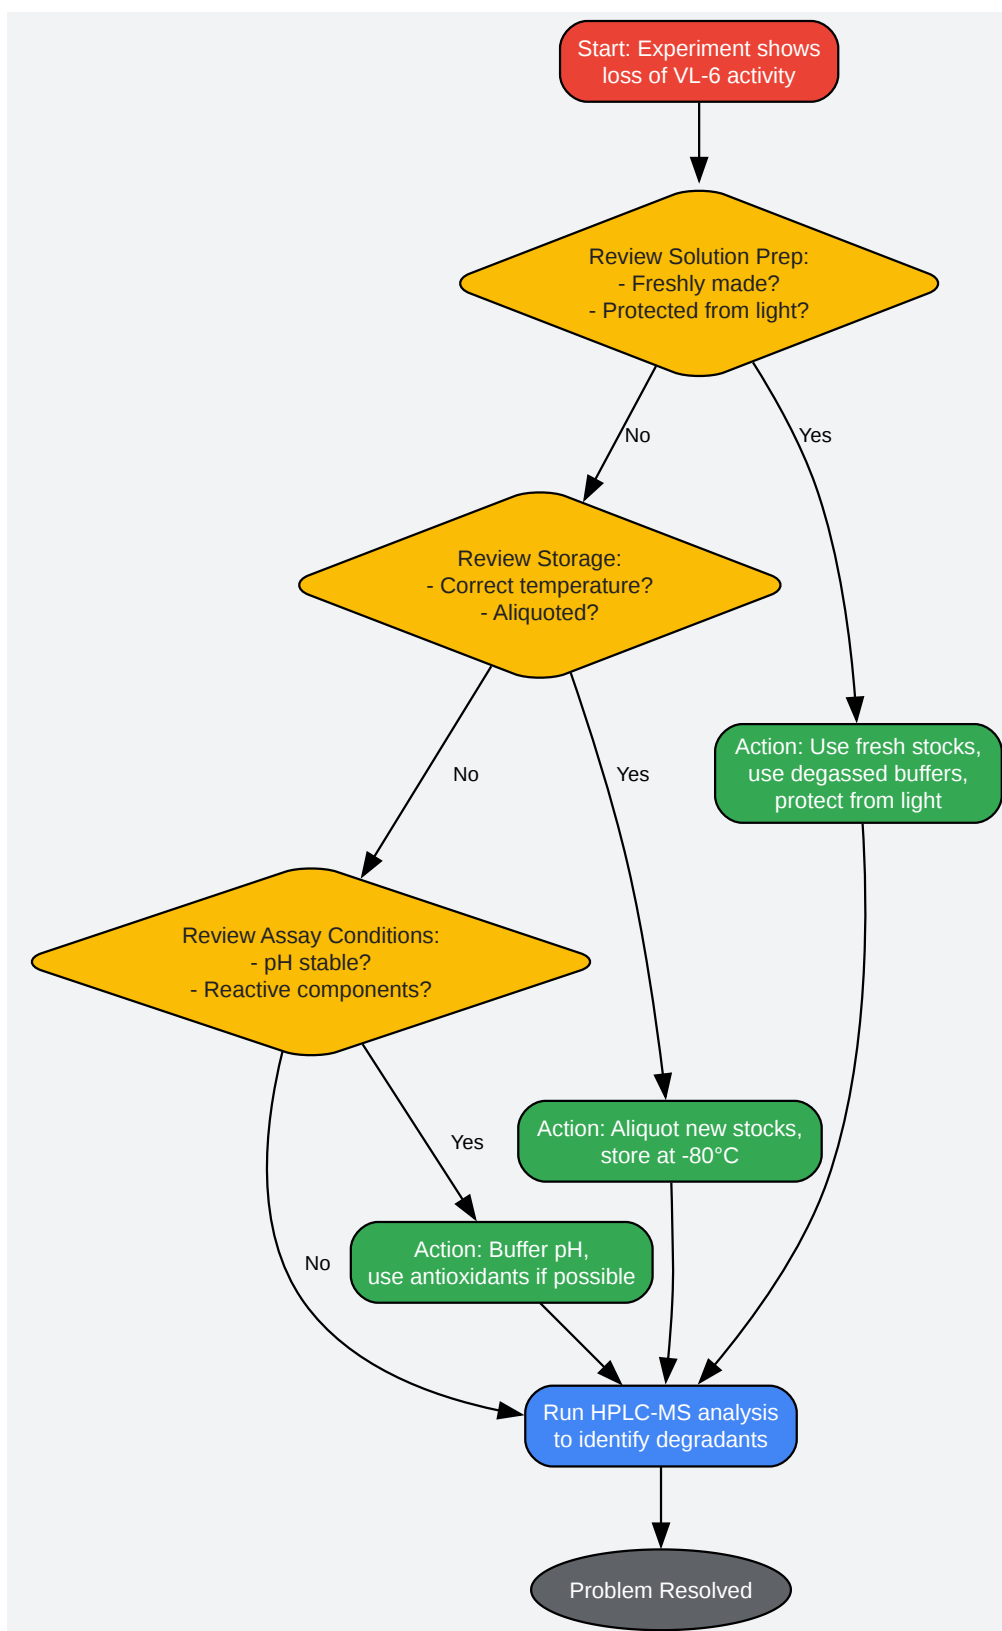 Start: Experiment shows
loss of VL-6 activity
Review Solution Prep:
- Freshly made?
- Protected from light?
No
Yes
Review Storage:
- Correct temperature?
- Aliquoted?
No
Yes
Action: Use fresh stocks,
use degassed buffers,
protect from light
Review Assay Conditions:
- pH stable?
- Reactive components?
Yes
Action: Aliquot new stocks,
store at -80°C
No
Action: Buffer pH,
use antioxidants if possible
Run HPLC-MS analysis
to identify degradants
Problem Resolved